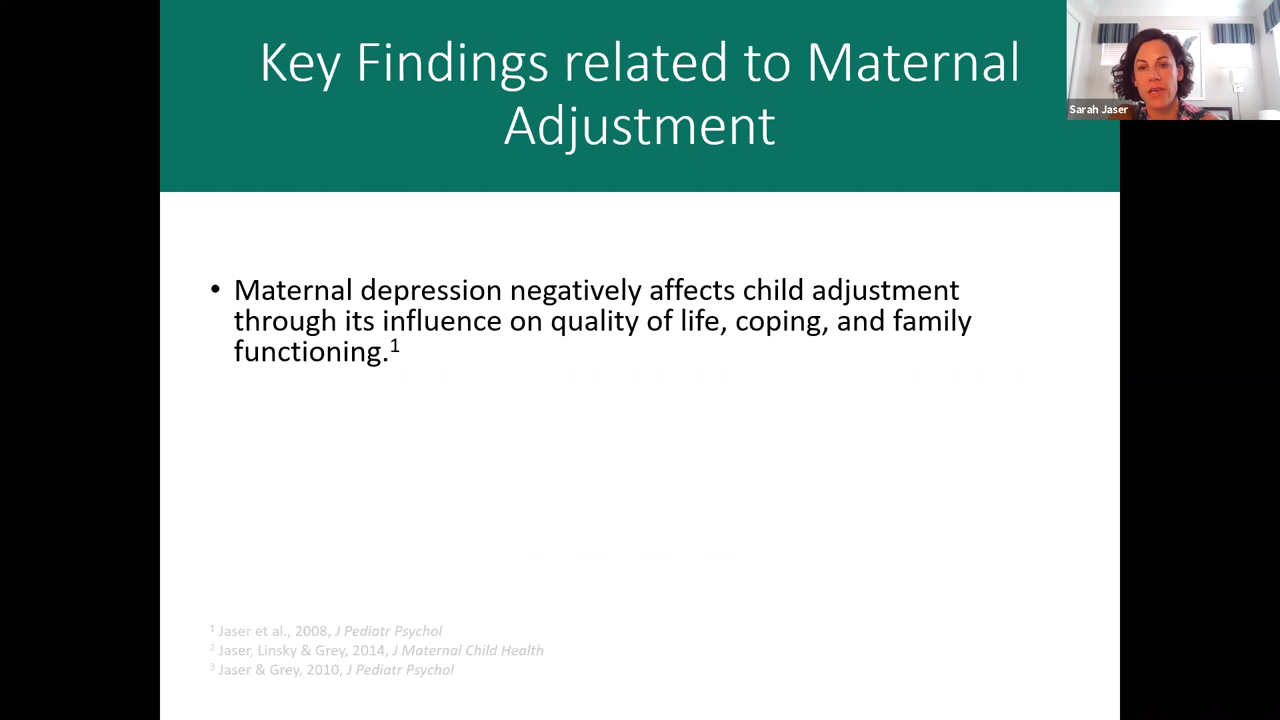 Key Findings related to Maternal
Adjustment
Sarah Jaser
• Maternal depression negatively affects child adjustment
through its influence on quality of life, coping, and family
functioning.¹
¹ Jaser et al., 2008, J Pediatr Psychol
² Jaser, Linsky & Grey, 2014, J Maternal Child Health
³ Jaser & Grey, 2010, J Pediatr Psychol